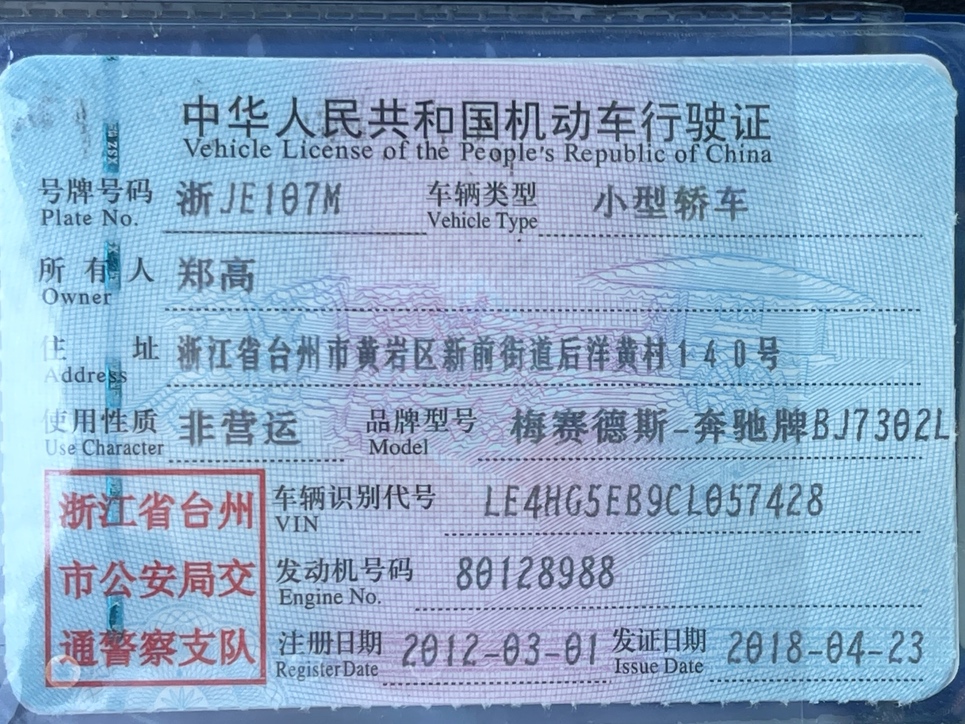 中华人民共和国机动车行驶证
Vehicle License of the People's Republic of China
号牌号码 浙JE107M 车辆类型 小型轿车
Plate No. Vehicle Type
所有人 郑高
Owner
住址 浙江省台州市黄岩区新前街道后洋黄村140号
Address
使用性质 非营运 品牌型号 梅赛德斯-奔驰牌BJ7302L
Use Character Model
浙江省台州
市公安局交
通警察支队
车辆识别代号 LE4HG5EB9CL057428
VIN
发动机号码 80128988
Engine No.
注册日期 2012-03-01 发证日期 2018-04-23
Register Date Issue Date